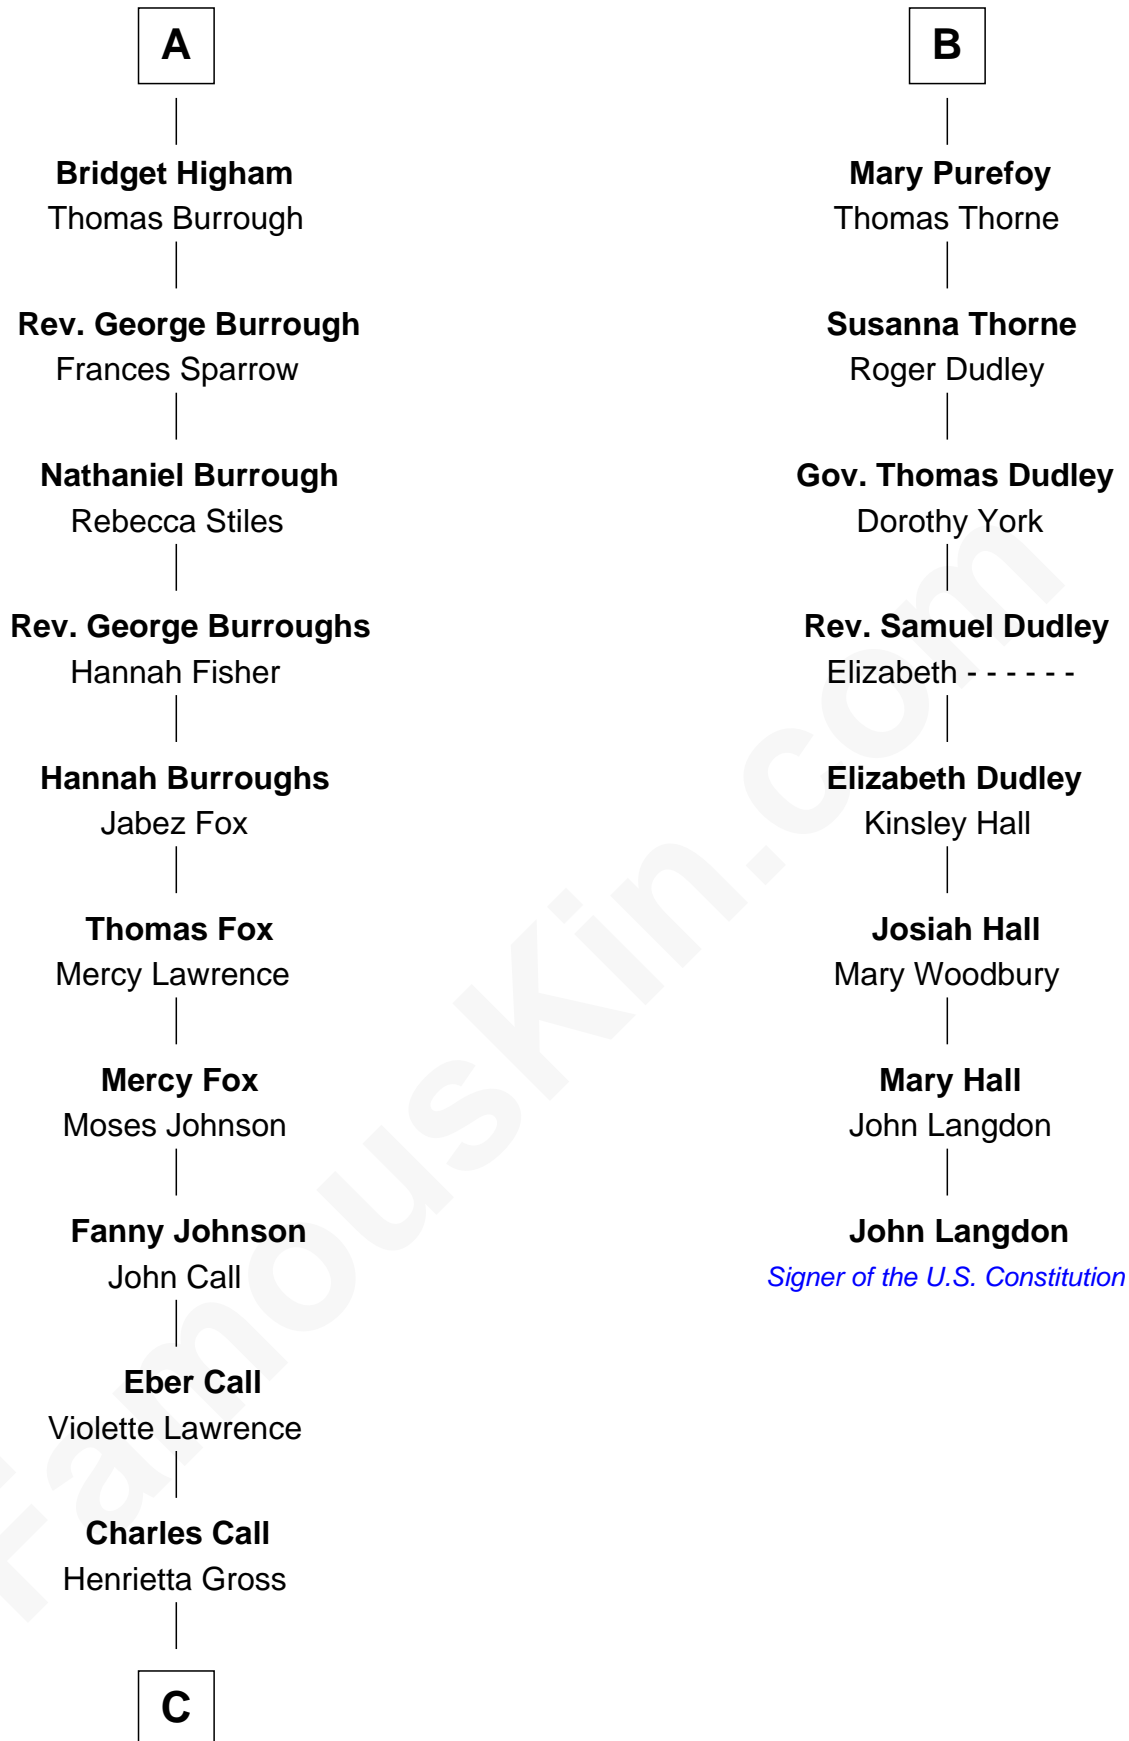 A
Bridget Higham
Thomas Burrough
Rev. George Burrough
Frances Sparrow
Nathaniel Burrough
Rebecca Stiles
Rev. George Burroughs
Hannah Fisher
Hannah Burroughs
Jabez Fox
Thomas Fox
Mercy Lawrence
Mercy Fox
Moses Johnson
Fanny Johnson
John Call
Eber Call
Violette Lawrence
Charles Call
Henrietta Gross
C
B
Mary Purefoy
Thomas Thorne
Susanna Thorne
Roger Dudley
Gov. Thomas Dudley
Dorothy York
Rev. Samuel Dudley
Elizabeth - - - - - -
Elizabeth Dudley
Kinsley Hall
Josiah Hall
Mary Woodbury
Mary Hall
John Langdon
John Langdon
Signer of the U.S. Constitution
FamousKin.com